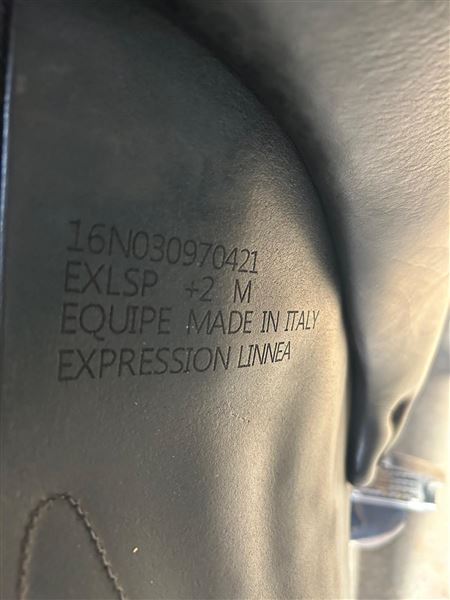 16N030970421
EXLSP +2 M
EQUIPE MADE IN ITALY
EXPRESSION LINNEA